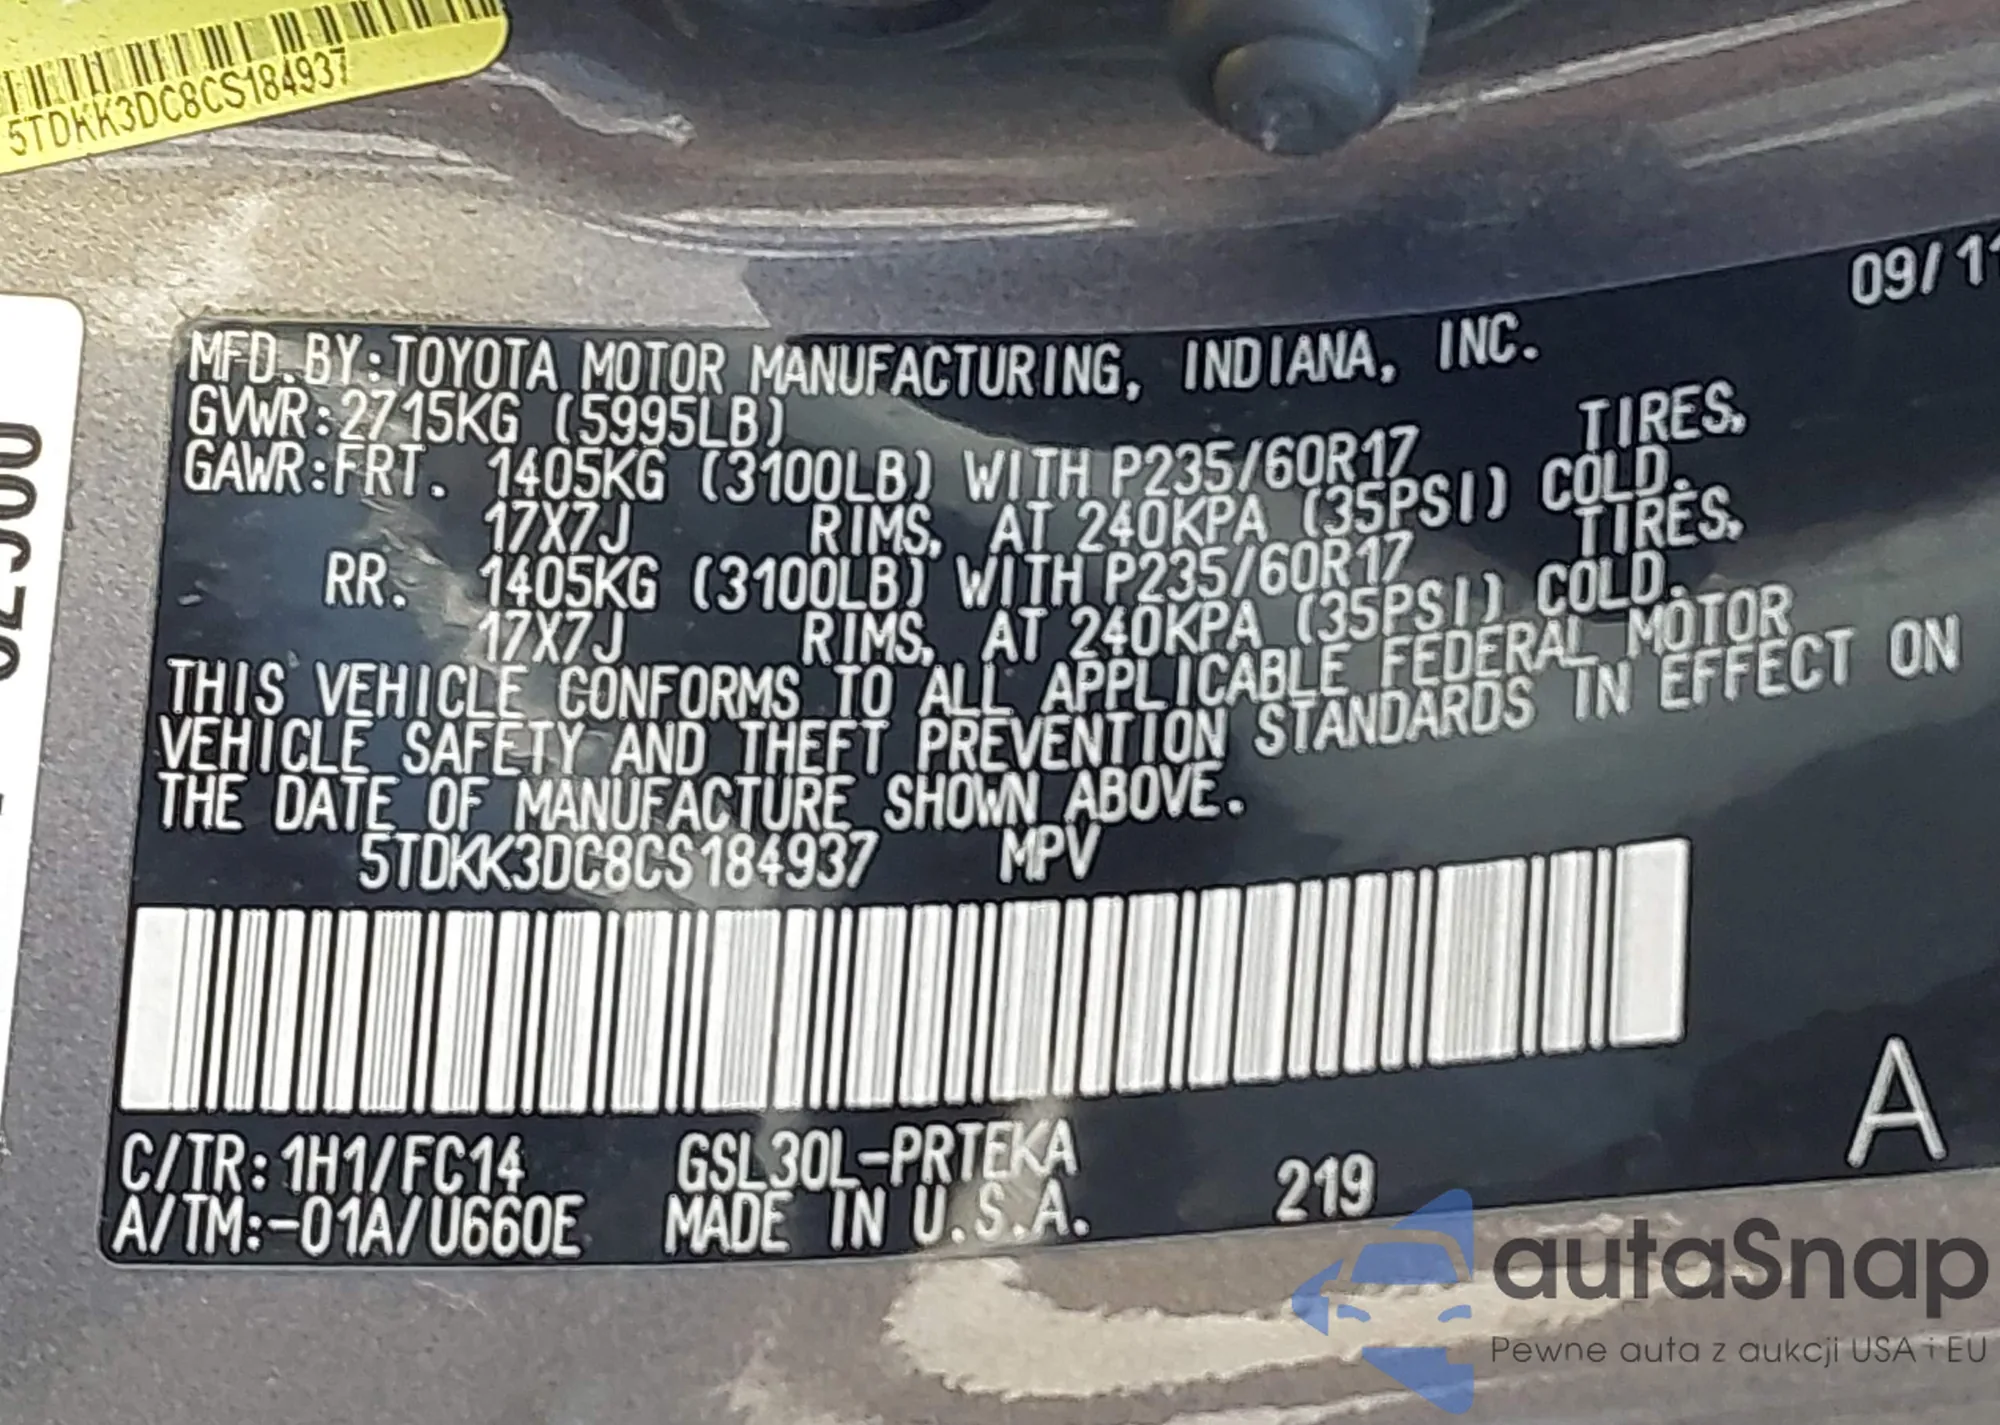 5TDKK3DC8CS184937
09/11
MFD. BY: TOYOTA MOTOR MANUFACTURING, INDIANA, INC.
GVWR: 2715KG (5995LB)
GAWR: FRT. 1405KG (3100LB) WITH P235/60R17 TIRES,
17X7J RIMS, AT 240KPA (35PSI) COLD.
RR. 1405KG (3100LB) WITH P235/60R17 TIRES,
17X7J RIMS, AT 240KPA (35PSI) COLD.
THIS VEHICLE CONFORMS TO ALL APPLICABLE FEDERAL MOTOR
VEHICLE SAFETY AND THEFT PREVENTION STANDARDS IN EFFECT ON
THE DATE OF MANUFACTURE SHOWN ABOVE.
5TDKK3DC8CS184937 MPV
C/TR: 1H1/FC14 GSL30L-PRTEKA
A/TM:-01A/U660E MADE IN U.S.A. 219 A
autaSnap
Pewne auta z aukcji USA i EU